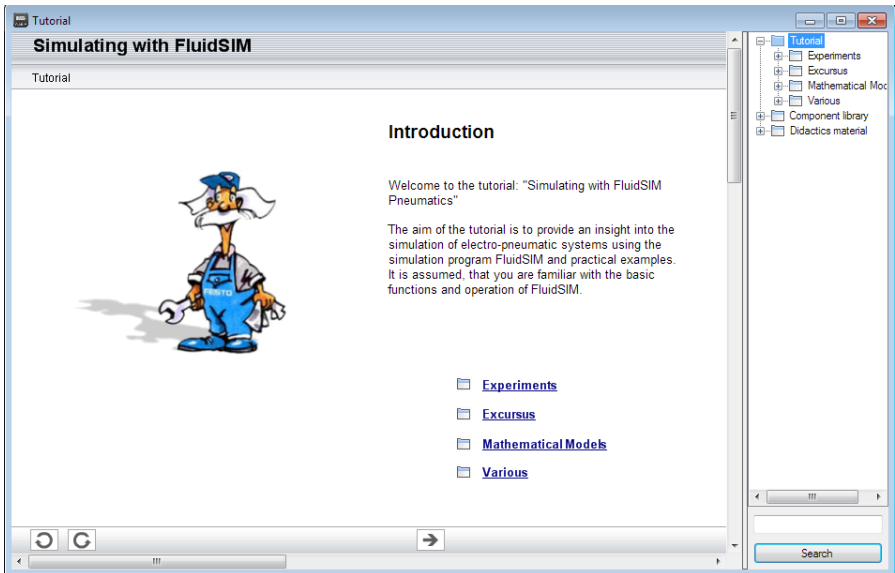 Tutorial
Simulating with FluidSIM
Tutorial
Introduction
Welcome to the tutorial: "Simulating with FluidSIM
Pneumatics"
The aim of the tutorial is to provide an insight into the
simulation of electro-pneumatic systems using the
simulation program FluidSIM and practical examples.
It is assumed, that you are familiar with the basic
functions and operation of FluidSIM.
FESTO
Experiments
Excursus
Mathematical Models
Various
Tutorial
Experiments
Excursus
Mathematical Moc
Various
Component library
Didactics material
Search